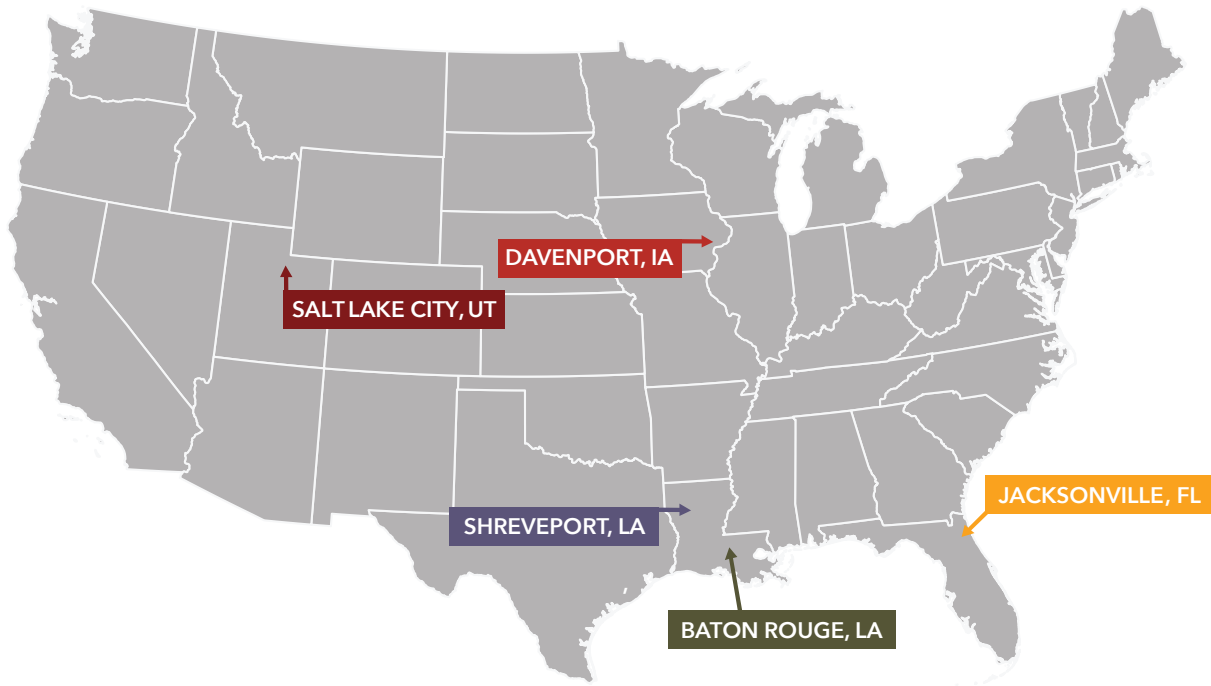 DAVENPORT, IA
SALT LAKE CITY, UT
JACKSONVILLE, FL
SHREVEPORT, LA
BATON ROUGE, LA